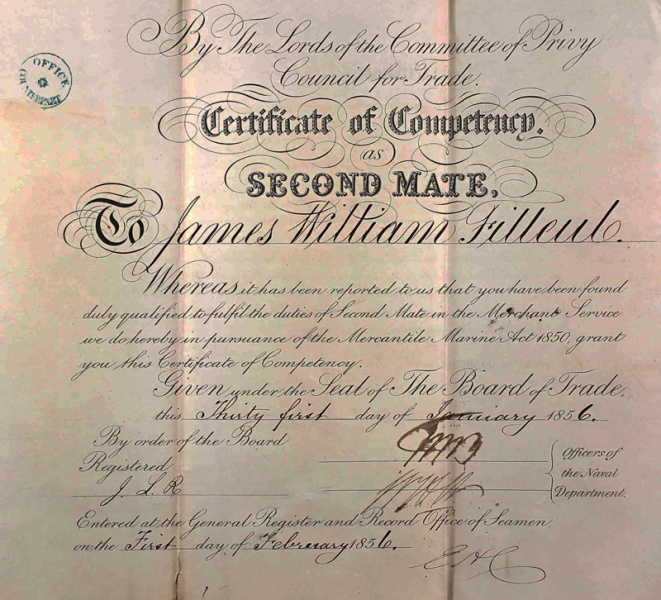 By The Lords of the Committee of Privy
Council for Trade.
Certificate of Competency.
as
SECOND MATE,
To James William Filleul.
Whereas it has been reported to us that you have been found
duly qualified to fulfil the duties of Second Mate in the Merchant Service
we do hereby in pursuance of the Mercantile Marine Act 1850, grant
you this Certificate of Competency.
Given under the Seal of The Board of Trade,
this Thirty first day of January 1856.
By order of the Board
Officers of
the Naval
Department.
Registered
J. L. R
Entered at the General Register and Record Office of Seamen
on the First day of February 1856.
OFFICE